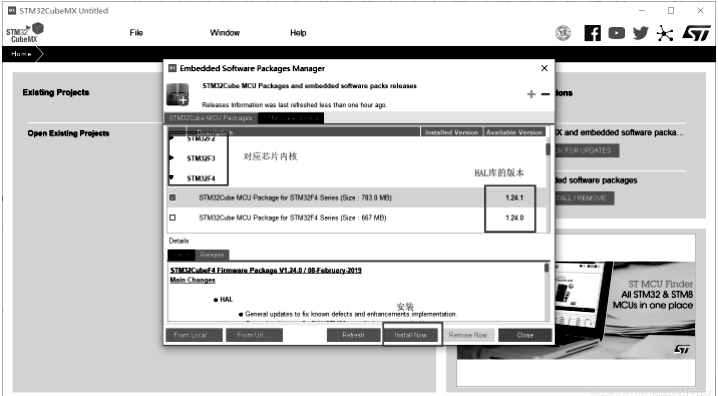 STM32CubeMX Untitled
STM32
CubeMX
File
Window
Help
Home
Existing Projects
Open Existing Projects
Embedded Software Packages Manager
STM32Cube MCU Packages and embedded software packs releases
Releases Information was last refreshed less than one hour ago.
STM32Cube MCU Packages
Description
Installed Version
Available Version
STM32F2
STM32F3
STM32F4
对应芯片内核
HAL库的版本
STM32Cube MCU Package for STM32F4 Series (Size : 783.0 MB)
1.24.1
STM32Cube MCU Package for STM32F4 Series (Size : 667 MB)
1.24.0
Details
Release
STM32CubeF4 Firmware Package V1.24.0 / 08-February-2019
Main Changes
HAL
安装
General updates to fix known defects and enhancements implementation.
From Local ...
From Url ...
Refresh
Install Now
Remove Now
Close
ions
X and embedded software packa...
CK FOR UPDATES
ded software packages
TALL / REMOVE
ST MCU Finder
All STM32 & STM8
MCUs in one place